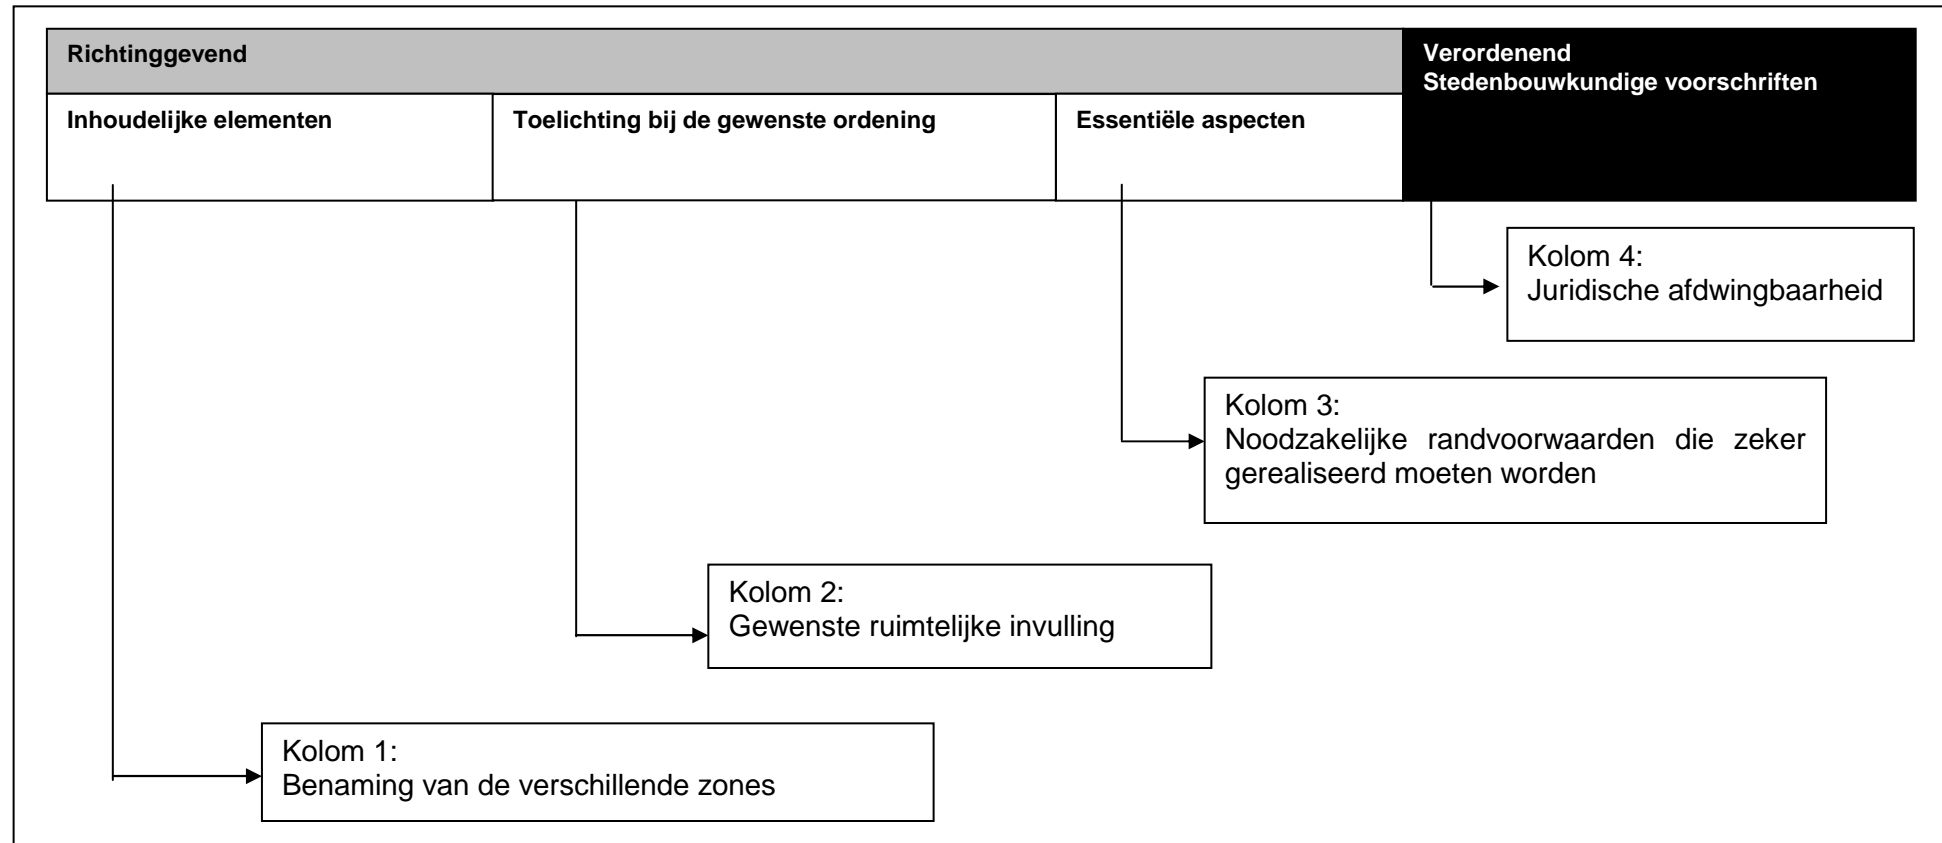 Richtinggevend
Verordenend
Stedenbouwkundige voorschriften
Inhoudelijke elementen
Toelichting bij de gewenste ordening
Essentiële aspecten
Kolom 4:
Juridische afdwingbaarheid
Kolom 3:
Noodzakelijke randvoorwaarden die zeker
gerealiseerd moeten worden
Kolom 2:
Gewenste ruimtelijke invulling
Kolom 1:
Benaming van de verschillende zones